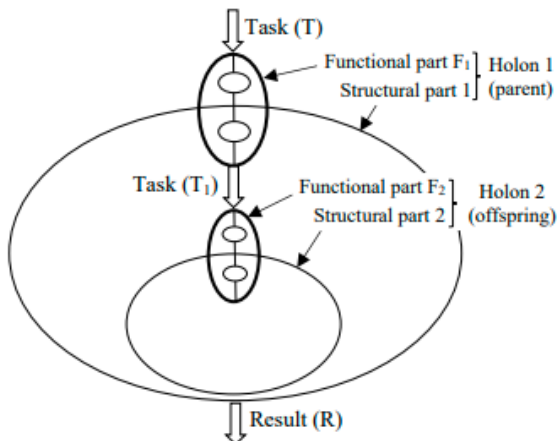 Task (T)
Functional part F₁
Structural part 1
Holon 1
(parent)
Task (T₁)
Functional part F₂
Structural part 2
Holon 2
(offspring)
Result (R)